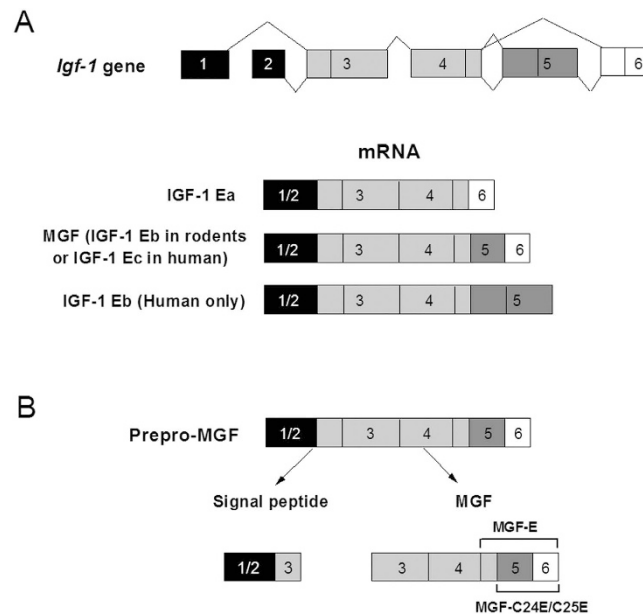 A
Igf-1 gene
1 2 3 4 5 6
mRNA
IGF-1 Ea
1/2 3 4 6
MGF (IGF-1 Eb in rodents
or IGF-1 Ec in human)
1/2 3 4 5 6
IGF-1 Eb (Human only)
1/2 3 4 5
B
Prepro-MGF
1/2 3 4 5 6
Signal peptide MGF
MGF-E
1/2 3 3 4 5 6
MGF-C24E/C25E